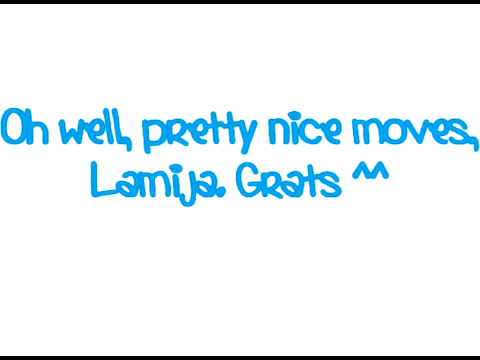 Oh well, pretty nice moves,
Lamija. Grats ^^